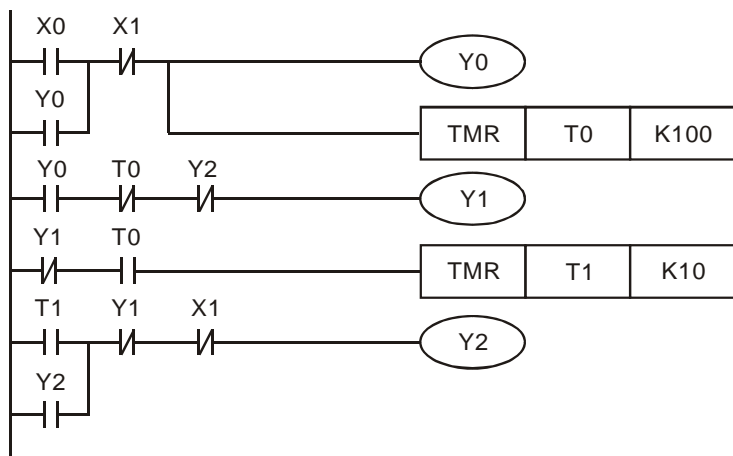 X0 X1
Y0
Y0
TMR T0 K100
Y0 T0 Y2
Y1
Y1 T0
TMR T1 K10
T1 Y1 X1
Y2
Y2